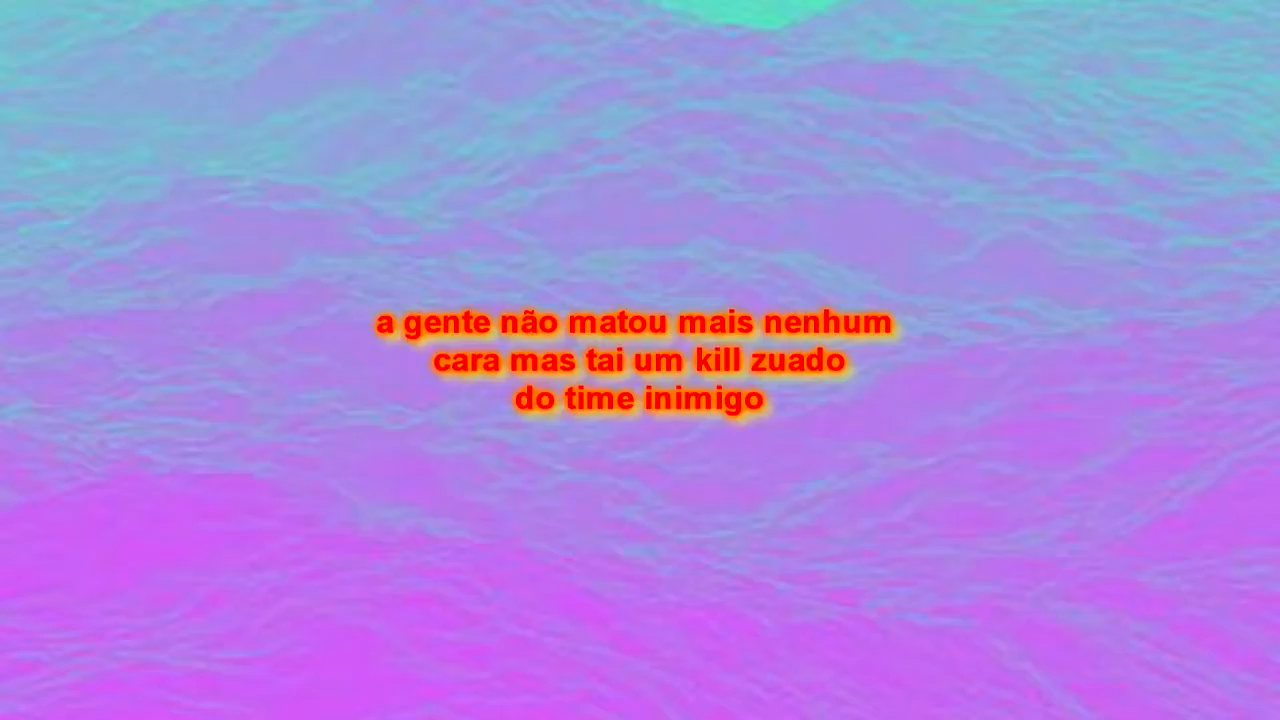 a gente não matou mais nenhum
cara mas tai um kill zuado
do time inimigo